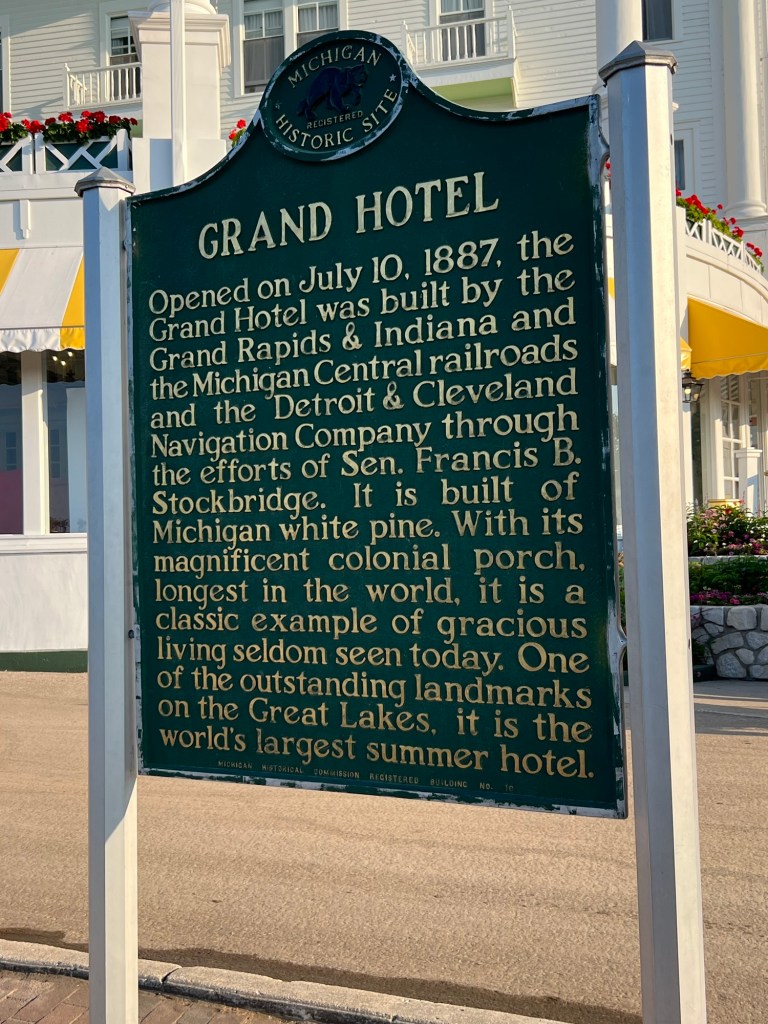 MICHIGAN
REGISTERED
HISTORIC SITE
GRAND HOTEL
Opened on July 10, 1887, the
Grand Hotel was built by the
Grand Rapids & Indiana and
the Michigan Central railroads
and the Detroit & Cleveland
Navigation Company through
the efforts of Sen. Francis B.
Stockbridge. It is built of
Michigan white pine. With its
magnificent colonial porch,
longest in the world, it is a
classic example of gracious
living seldom seen today. One
of the outstanding landmarks
on the Great Lakes, it is the
world's largest summer hotel.
MICHIGAN HISTORICAL COMMISSION REGISTERED BUILDING NO. 10